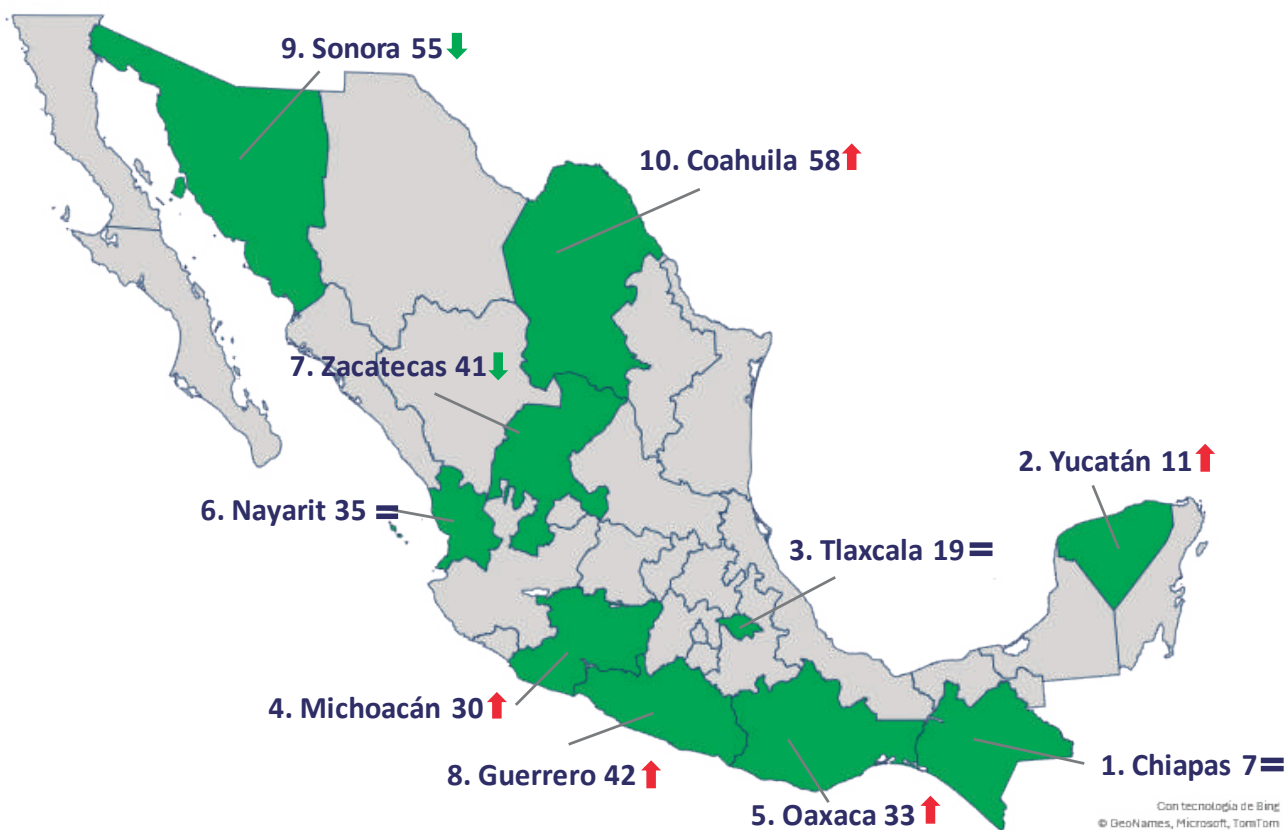 9. Sonora 55
10. Coahuila 58
7. Zacatecas 41
2. Yucatán 11
6. Nayarit 35 =
3. Tlaxcala 19 =
4. Michoacán 30
8. Guerrero 42
1. Chiapas 7 =
5. Oaxaca 33
Con tecnología de Bing
© GeoNames, Microsoft, TomTom